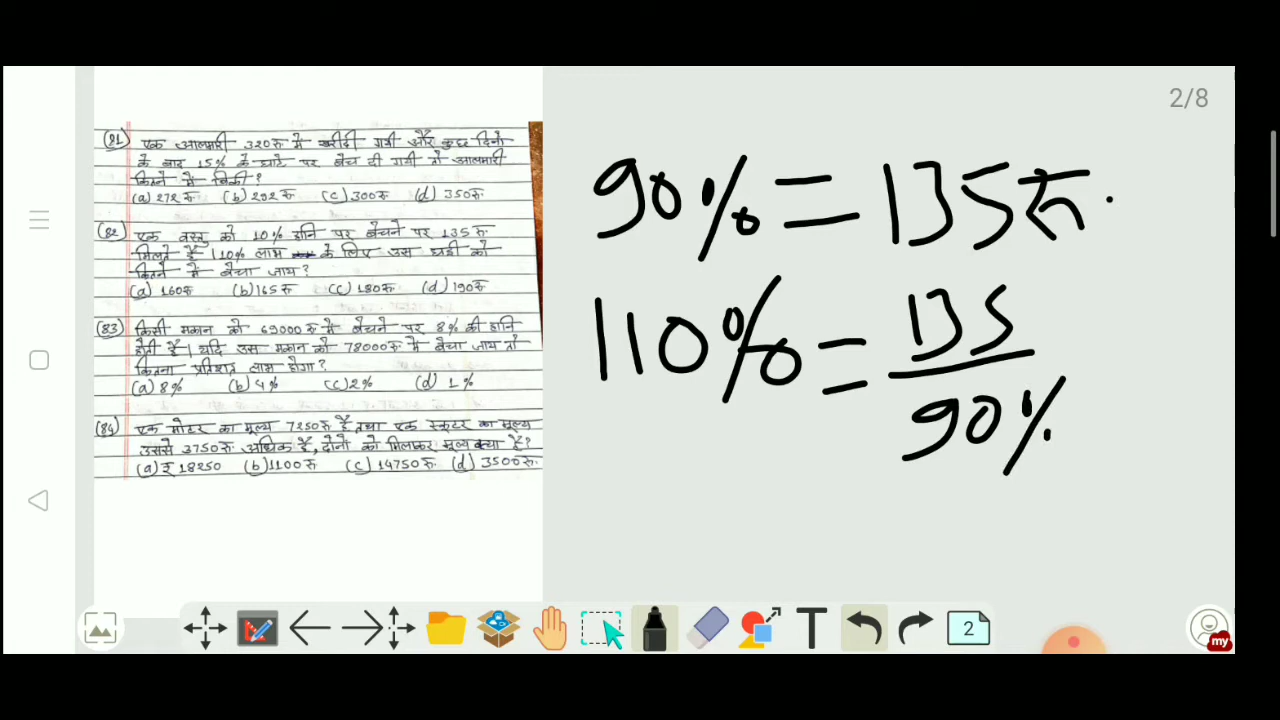 (81) एक आलमारी 320रु में खरीदी गयी और कुछ दिनों
के बाद 15% के घाटे पर बेच दी गयी तो आलमारी
कितने में बिकी?
(a) 272रु (b) 292रु (c) 300रु (d) 350रु.
(82) एक वस्तु को 10% हानि पर बेचने पर 135रु
मिलते हैं। 10% लाभ के लिए उस घड़ी को
कितने में बेचा जाय?
(a) 160रु (b) 165रु (c) 180रु (d) 190रु
(83) किसी मकान को 69000रु में बेचने पर 8% की हानि
होती है। यदि उस मकान को 78000रु में बेचा जाय तो
कितना प्रतिशत लाभ होगा?
(a) 8% (b) 4% (c) 2% (d) 1%
(84) एक मोटर का मूल्य 7250रु है, तथा एक स्कूटर का मूल्य
उससे 3750रु अधिक है, दोनों को मिलाकर मूल्य क्या है?
(a) ₹18250 (b) 1100रु (c) 14750रु. (d) 3500रु.
2/8
90% = 135रु.
110% = 135
90%
T
2
my